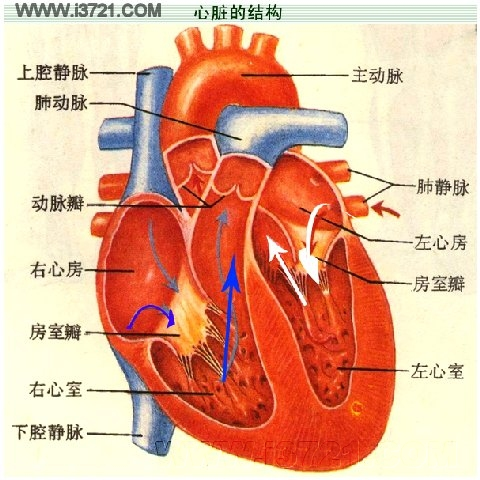 WWW.i3721.COM
心脏的结构
上腔静脉
肺动脉
动脉瓣
右心房
房室瓣
右心室
下腔静脉
主动脉
肺静脉
左心房
房室瓣
左心室